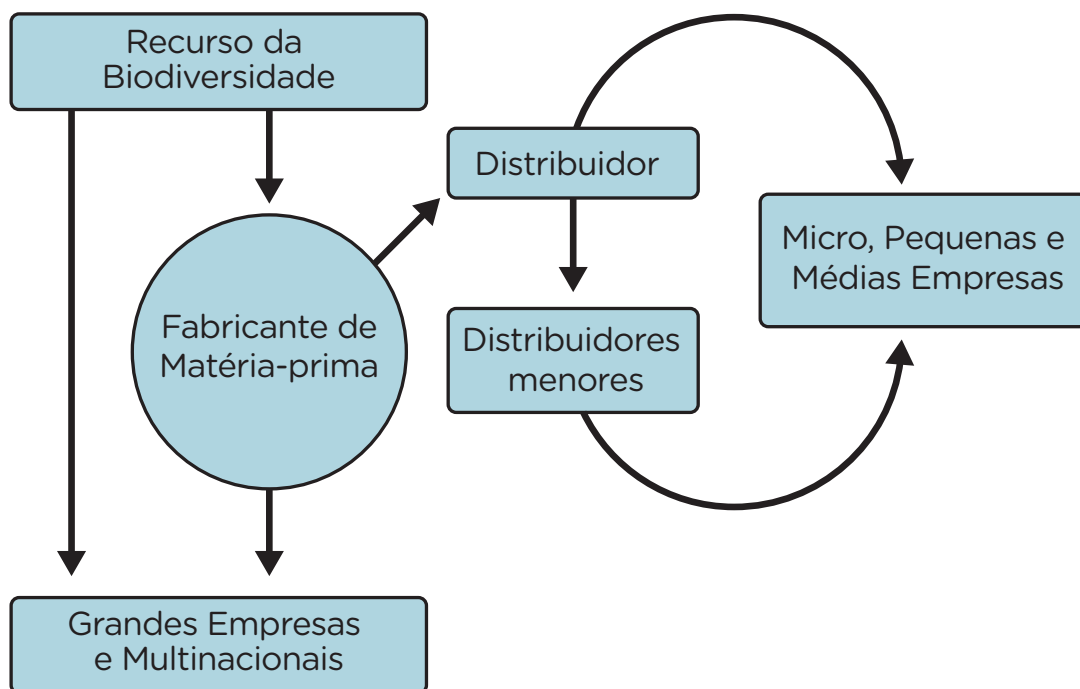 Recurso da
Biodiversidade
Distribuidor
Micro, Pequenas e
Médias Empresas
Fabricante de
Matéria-prima
Distribuidores
menores
Grandes Empresas
e Multinacionais